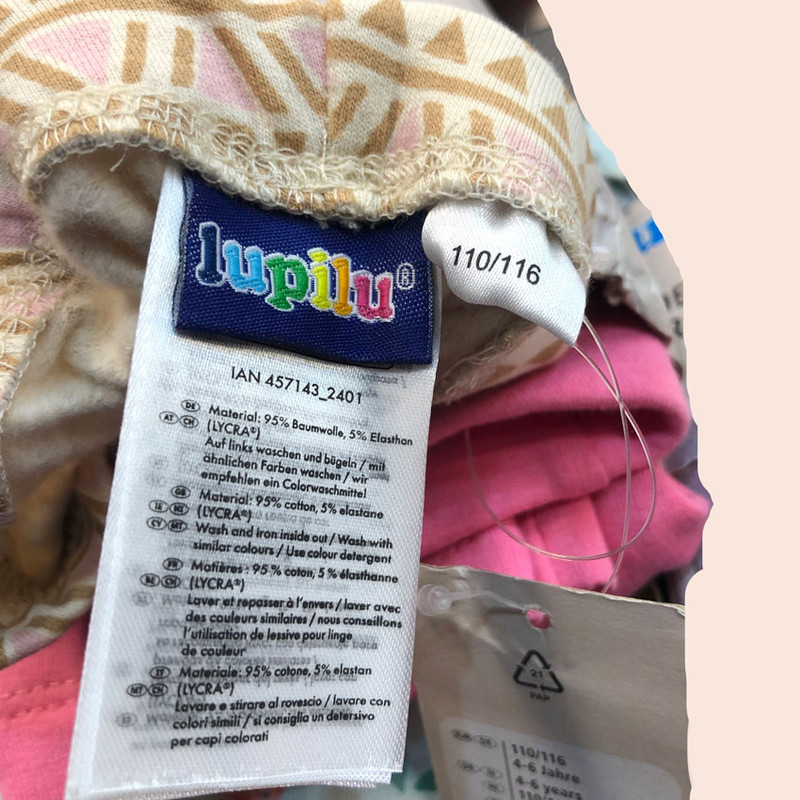 lupilu®
110/116
IAN 457143_2401
DE Material: 95% Baumwolle, 5% Elasthan
AT CH (LYCRA®)
Auf links waschen und bügeln / mit
ähnlichen Farben waschen / wir
empfehlen ein Colorwaschmittel
GB Material: 95% cotton, 5% elastane
IE NI (LYCRA®)
CY MT Wash and iron inside out / Wash with
similar colours / Use colour detergent
FR Matières: 95 % coton, 5 % élasthanne
BE CH (LYCRA®)
Laver et repasser à l'envers / laver avec
des couleurs similaires / nous conseillons
l'utilisation de lessive pour linge
de couleur
IT Materiale: 95% cotone, 5% elastan
MT CH (LYCRA®)
Lavare e stirare al rovescio / lavare con
colori simili / si consiglia un detersivo
per capi colorati
21
PAP
110/116
4-6 Jahre
4-6 years